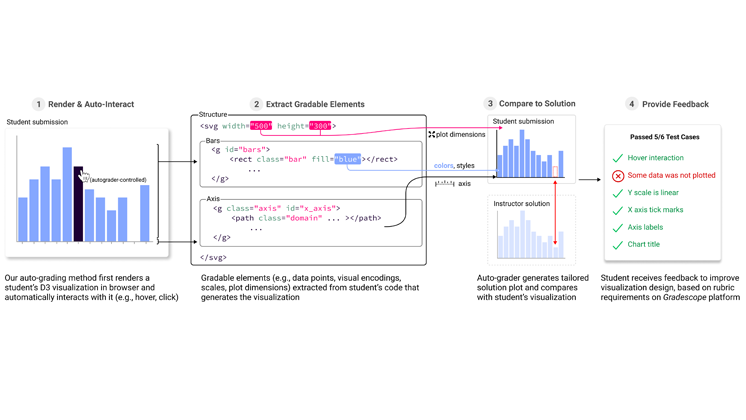 1 Render & Auto-Interact
Student submission
(autograder-controlled)
Our auto-grading method first renders a
student's D3 visualization in browser and
automatically interacts with it (e.g., hover, click)
2 Extract Gradable Elements
Structure
<svg width="500" height="300">
Bars
<g id="bars">
<rect class="bar" fill="blue"></rect>
...
</g>
Axis
<g class="axis" id="x_axis">
<path class="domain" ... ></path>
...
</g>
</svg>
Gradable elements (e.g., data points, visual encodings,
scales, plot dimensions) extracted from student's code that
generates the visualization
plot dimensions
colors, styles
axis
3 Compare to Solution
Student submission
Instructor solution
Auto-grader generates tailored
solution plot and compares
with student's visualization
4 Provide Feedback
Passed 5/6 Test Cases
Hover interaction
Some data was not plotted
Y scale is linear
X axis tick marks
Axis labels
Chart title
Student receives feedback to improve
visualization design, based on rubric
requirements on Gradescope platform